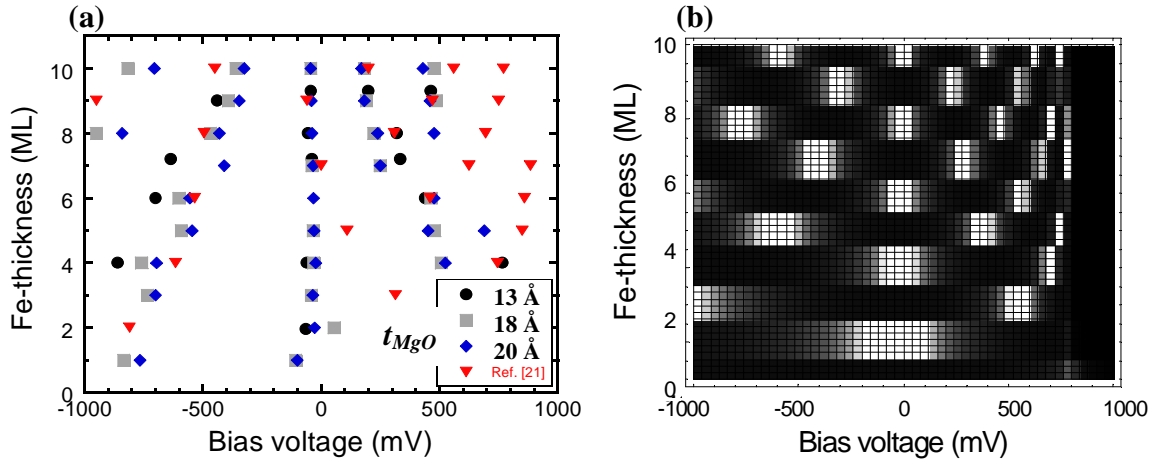 (a)
Fe-thickness (ML)
10
8
6
4
2
0
-1000 -500 0 500 1000
Bias voltage (mV)
t_MgO
13 Å
18 Å
20 Å
Ref. [21]
(b)
Fe-thickness (ML)
10
8
6
4
2
0
-1000 -500 0 500 1000
Bias voltage (mV)